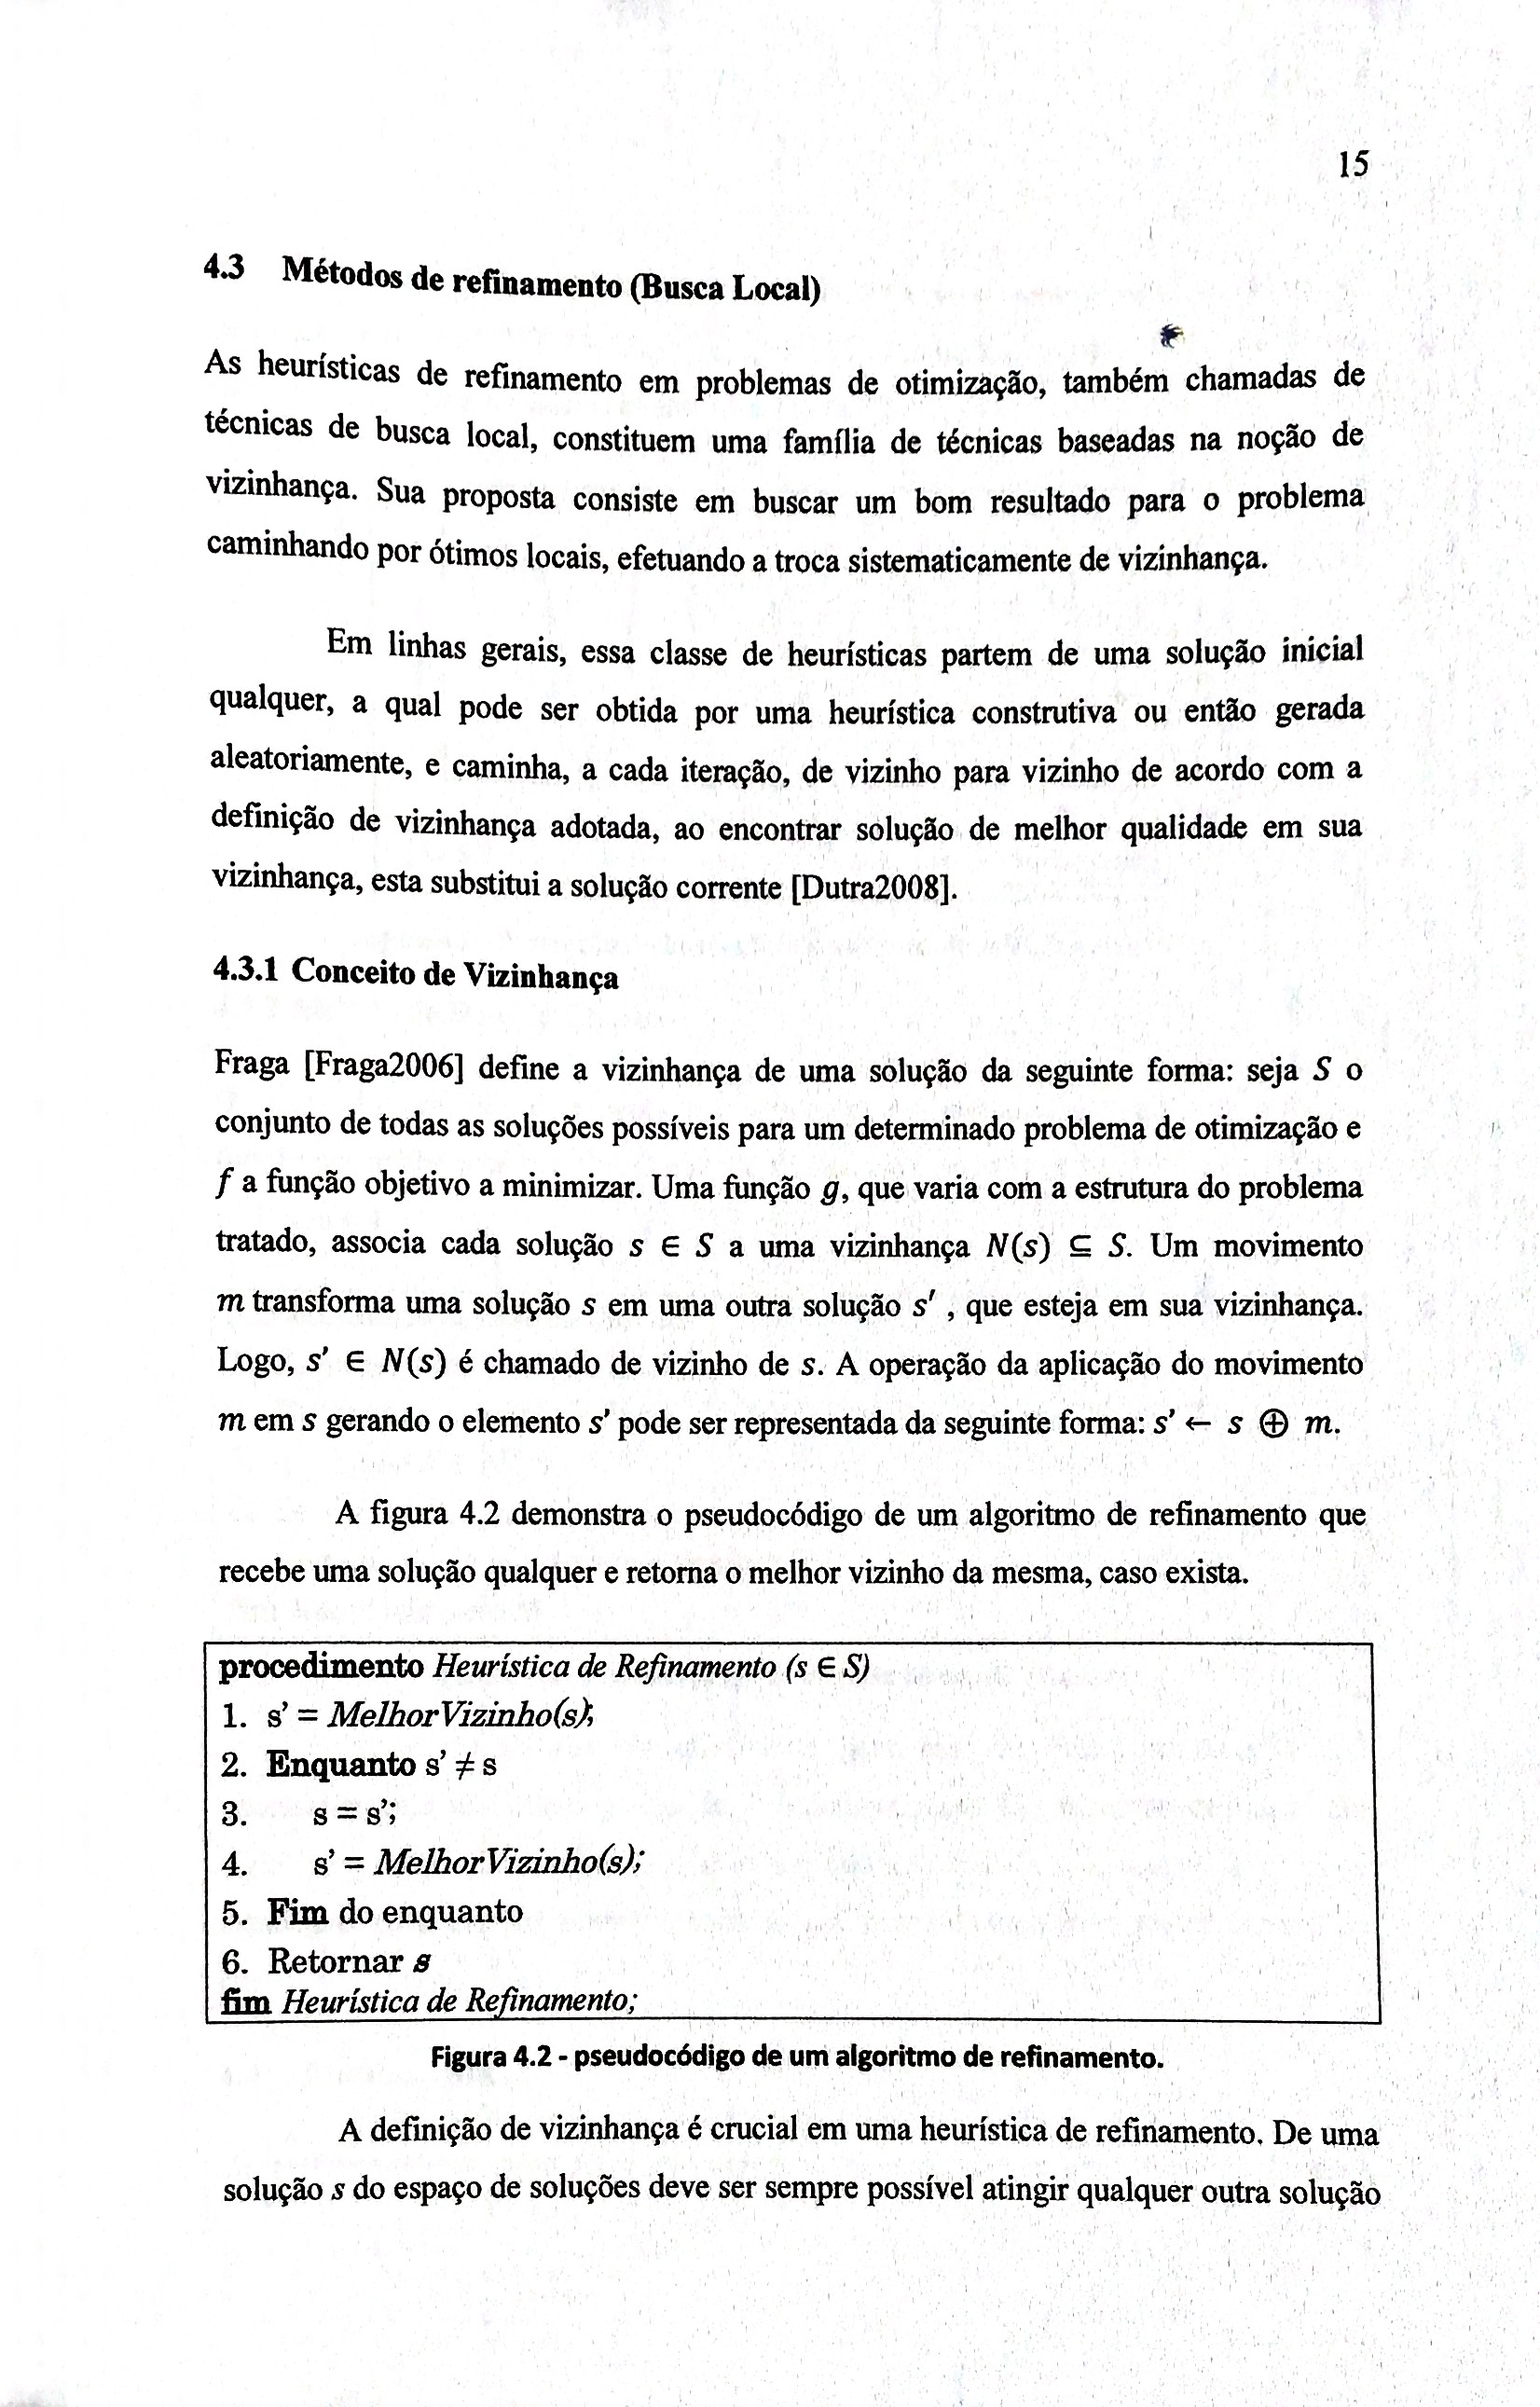 15
4.3 Métodos de refinamento (Busca Local)
As heurísticas de refinamento em problemas de otimização, também chamadas de
técnicas de busca local, constituem uma família de técnicas baseadas na noção de
vizinhança. Sua proposta consiste em buscar um bom resultado para o problema
caminhando por ótimos locais, efetuando a troca sistematicamente de vizinhança.
Em linhas gerais, essa classe de heurísticas partem de uma solução inicial
qualquer, a qual pode ser obtida por uma heurística construtiva ou então gerada
aleatoriamente, e caminha, a cada iteração, de vizinho para vizinho de acordo com a
definição de vizinhança adotada, ao encontrar solução de melhor qualidade em sua
vizinhança, esta substitui a solução corrente [Dutra2008].
4.3.1 Conceito de Vizinhança
Fraga [Fraga2006] define a vizinhança de uma solução da seguinte forma: seja S o
conjunto de todas as soluções possíveis para um determinado problema de otimização e
f a função objetivo a minimizar. Uma função g, que varia com a estrutura do problema
tratado, associa cada solução s ∈ S a uma vizinhança N(s) ⊆ S. Um movimento
m transforma uma solução s em uma outra solução s′ , que esteja em sua vizinhança.
Logo, s' ∈ N(s) é chamado de vizinho de s. A operação da aplicação do movimento
m em s gerando o elemento s' pode ser representada da seguinte forma: s' ← s ⊕ m.
A figura 4.2 demonstra o pseudocódigo de um algoritmo de refinamento que
recebe uma solução qualquer e retorna o melhor vizinho da mesma, caso exista.
procedimento Heurística de Refinamento (s ∈ S)
1. s’ = MelhorVizinho(s);
2. Enquanto s’ ≠ s
3. s = s’;
4. s’ = MelhorVizinho(s);
5. Fim do enquanto
6. Retornar s
fim Heurística de Refinamento;
Figura 4.2 - pseudocódigo de um algoritmo de refinamento.
A definição de vizinhança é crucial em uma heurística de refinamento. De uma
solução s do espaço de soluções deve ser sempre possível atingir qualquer outra solução